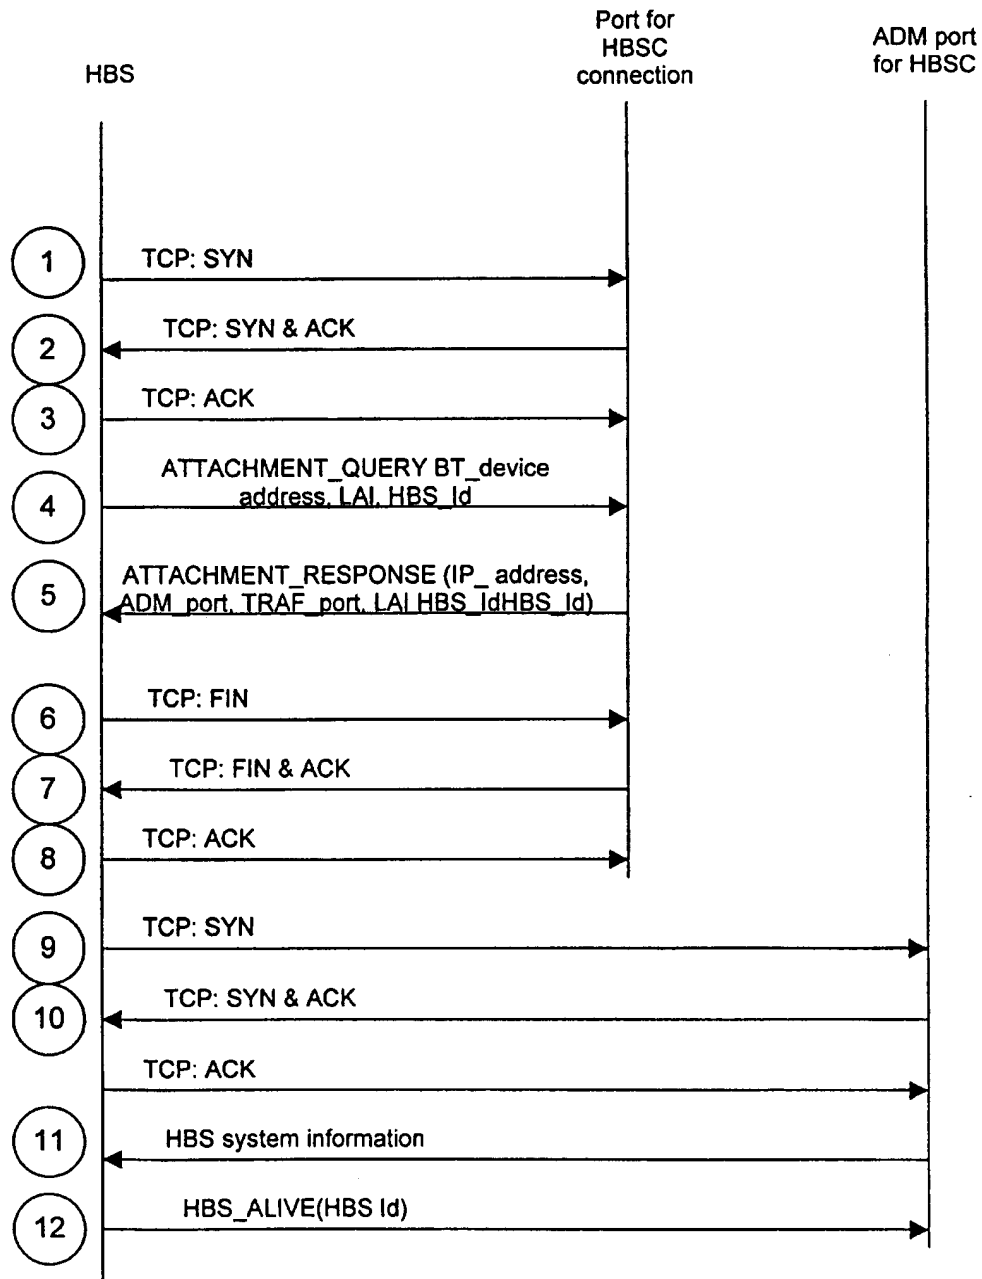 HBS
Port for
HBSC
connection
ADM port
for HBSC
1
TCP: SYN
2
TCP: SYN & ACK
3
TCP: ACK
4
ATTACHMENT_QUERY BT_device
address, LAI, HBS_Id
5
ATTACHMENT_RESPONSE (IP_ address,
ADM_port, TRAF_port, LAI HBS_IdHBS_Id)
6
TCP: FIN
7
TCP: FIN & ACK
8
TCP: ACK
9
TCP: SYN
10
TCP: SYN & ACK
TCP: ACK
11
HBS system information
12
HBS_ALIVE(HBS Id)